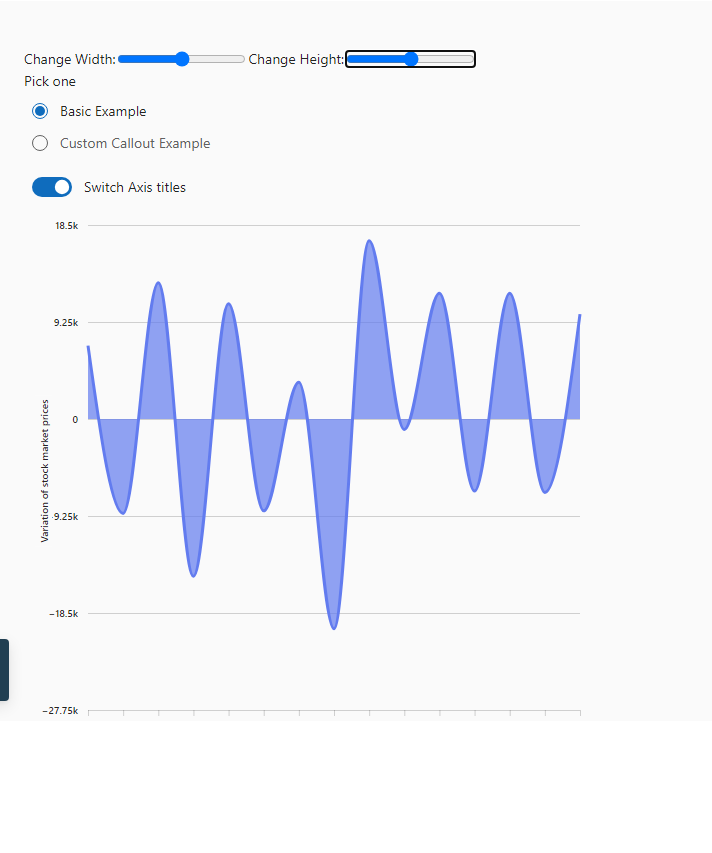 Change Width: Change Height:
Pick one
Basic Example
Custom Callout Example
Switch Axis titles
18.5k
9.25k
0
9.25k
−18.5k
−27.75k
Variation of stock market prices